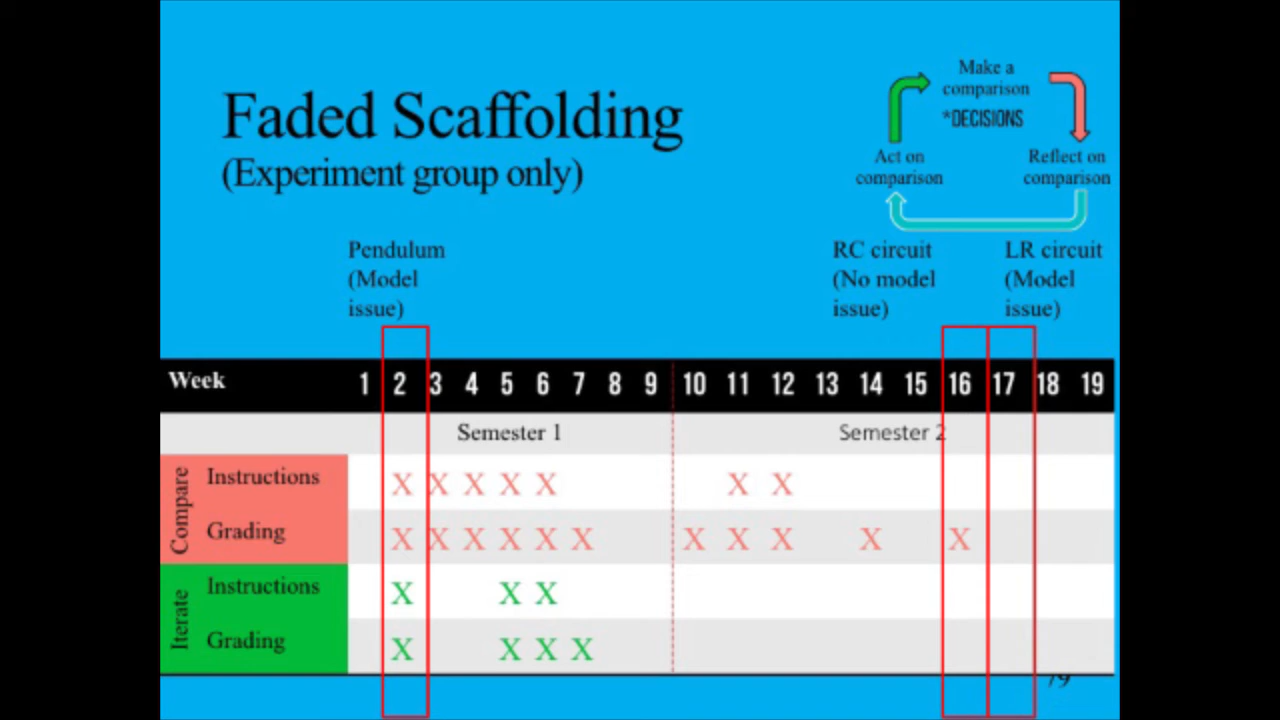 Faded Scaffolding
(Experiment group only)
Make a
comparison
*DECISIONS
Act on
comparison
Reflect on
comparison
Pendulum
(Model
issue)
RC circuit
(No model
issue)
LR circuit
(Model
issue)
Week 1 2 3 4 5 6 7 8 9 10 11 12 13 14 15 16 17 18 19
Semester 1 Semester 2
Compare
Instructions X X X X X X X
Grading X X X X X X X X X X X
Iterate
Instructions X X X
Grading X X X X